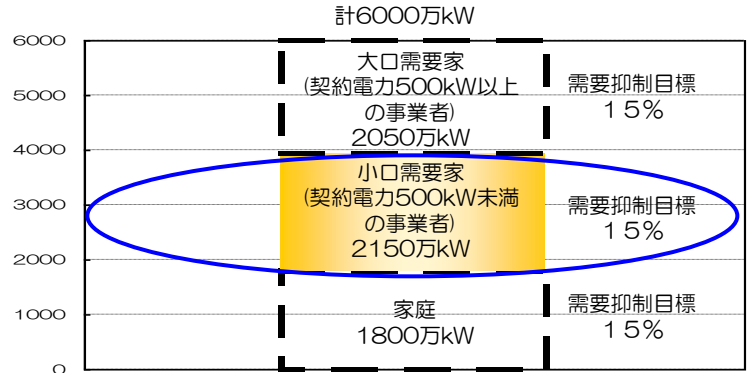 計6000万kW
6000
5000
4000
3000
2000
1000
0
大口需要家
(契約電力500kW以上
の事業者)
2050万kW
需要抑制目標
１５％
小口需要家
(契約電力500kW未満
の事業者)
2150万kW
需要抑制目標
１５％
家庭
1800万kW
需要抑制目標
１５％